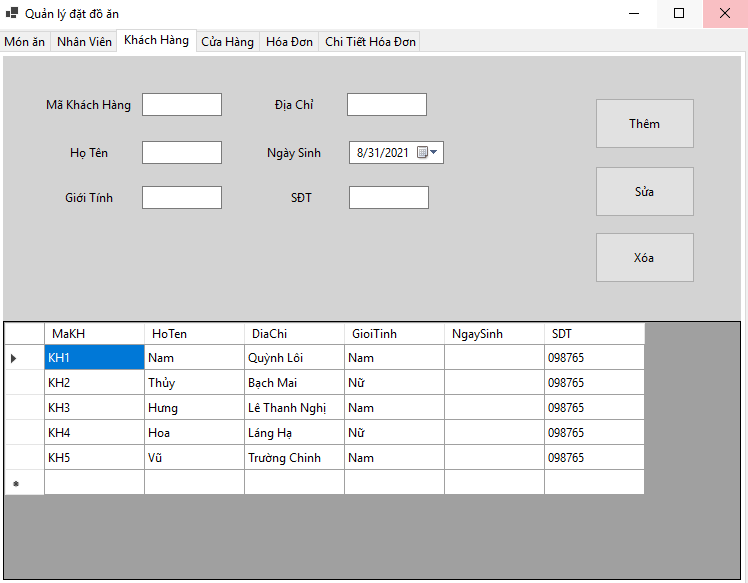 Quản lý đặt đồ ăn
Món ăn Nhân Viên Khách Hàng Cửa Hàng Hóa Đơn Chi Tiết Hóa Đơn
Mã Khách Hàng Địa Chỉ
Thêm
Họ Tên Ngày Sinh 8/31/2021
Giới Tính SĐT
Sửa
Xóa
MaKH HoTen DiaChi GioiTinh NgaySinh SDT
KH1 Nam Quỳnh Lôi Nam 098765
KH2 Thủy Bạch Mai Nữ 098765
KH3 Hưng Lê Thanh Nghị Nam 098765
KH4 Hoa Láng Hạ Nữ 098765
KH5 Vũ Trường Chinh Nam 098765